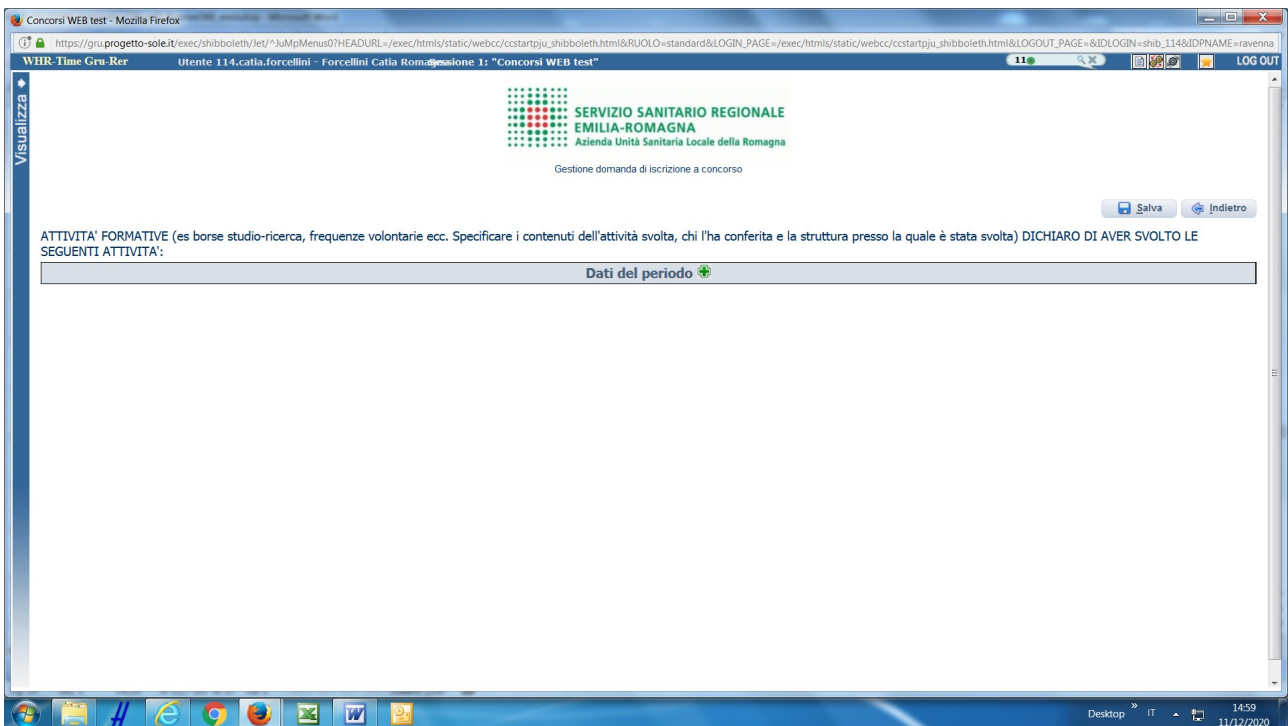 Concorsi WEB test - Mozilla Firefox
https://gru.progetto-sole.it/exec/shibboleth/Jet/^JuMpMenus0?HEADURL=/exec/htmls/static/webcc/ccstartpju_shibboleth.html&RUOLO=standard&LOGIN_PAGE=/exec/htmls/static/webcc/ccstartpju_shibboleth.html&LOGOUT_PAGE=&IDLOGIN=shib_114&IDPNAME=ravenna
WHR-Time Gru-Rer Utente 114.catia.forcellini - Forcellini Catia Romagna 1: "Concorsi WEB test" 11 LOG OUT
Visualizza
SERVIZIO SANITARIO REGIONALE
EMILIA-ROMAGNA
Azienda Unità Sanitaria Locale della Romagna
Gestione domanda di iscrizione a concorso
Salva Indietro
ATTIVITA' FORMATIVE (es borse studio-ricerca, frequenze volontarie ecc. Specificare i contenuti dell'attività svolta, chi l'ha conferita e la struttura presso la quale è stata svolta) DICHIARO DI AVER SVOLTO LE
SEGUENTI ATTIVITA':
Dati del periodo
Desktop » IT 14:59
11/12/2020